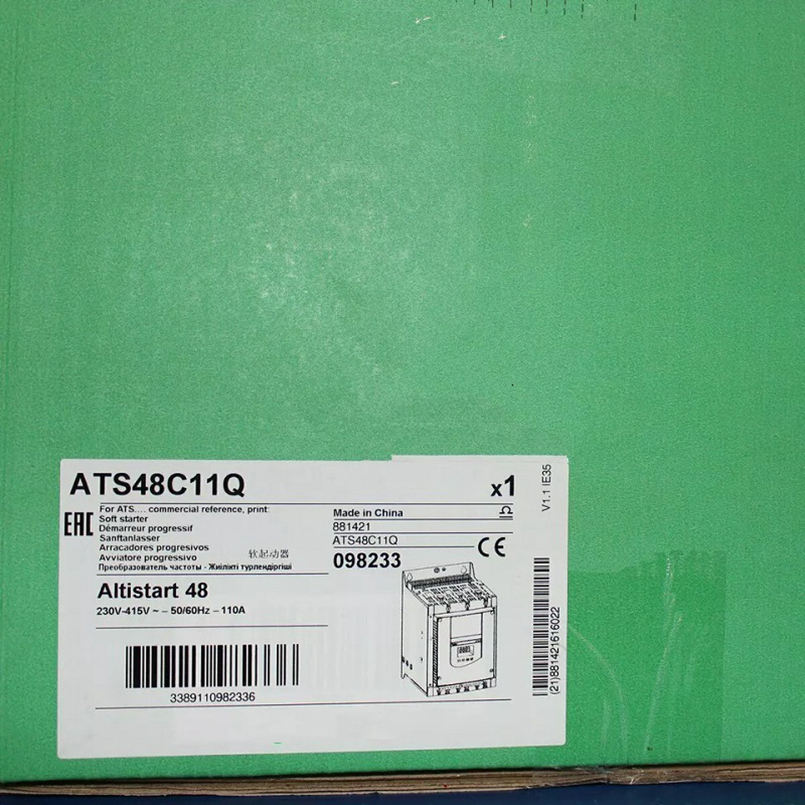 ATS48C11Q
x1
V1.1 IE35
For ATS.... commercial reference, print:
Soft starter
Démarreur progressif
Sanftanlasser
Arracadores progresivos
Avviatore progressivo
软起动器
Преобразователь частоты - Жиілікті түрлендіргіші
EAC
Made in China
881421
ATS48C11Q
098233
CE
Altistart 48
230V-415V ~ – 50/60Hz – 110A
3389110982336
(21)881421616022